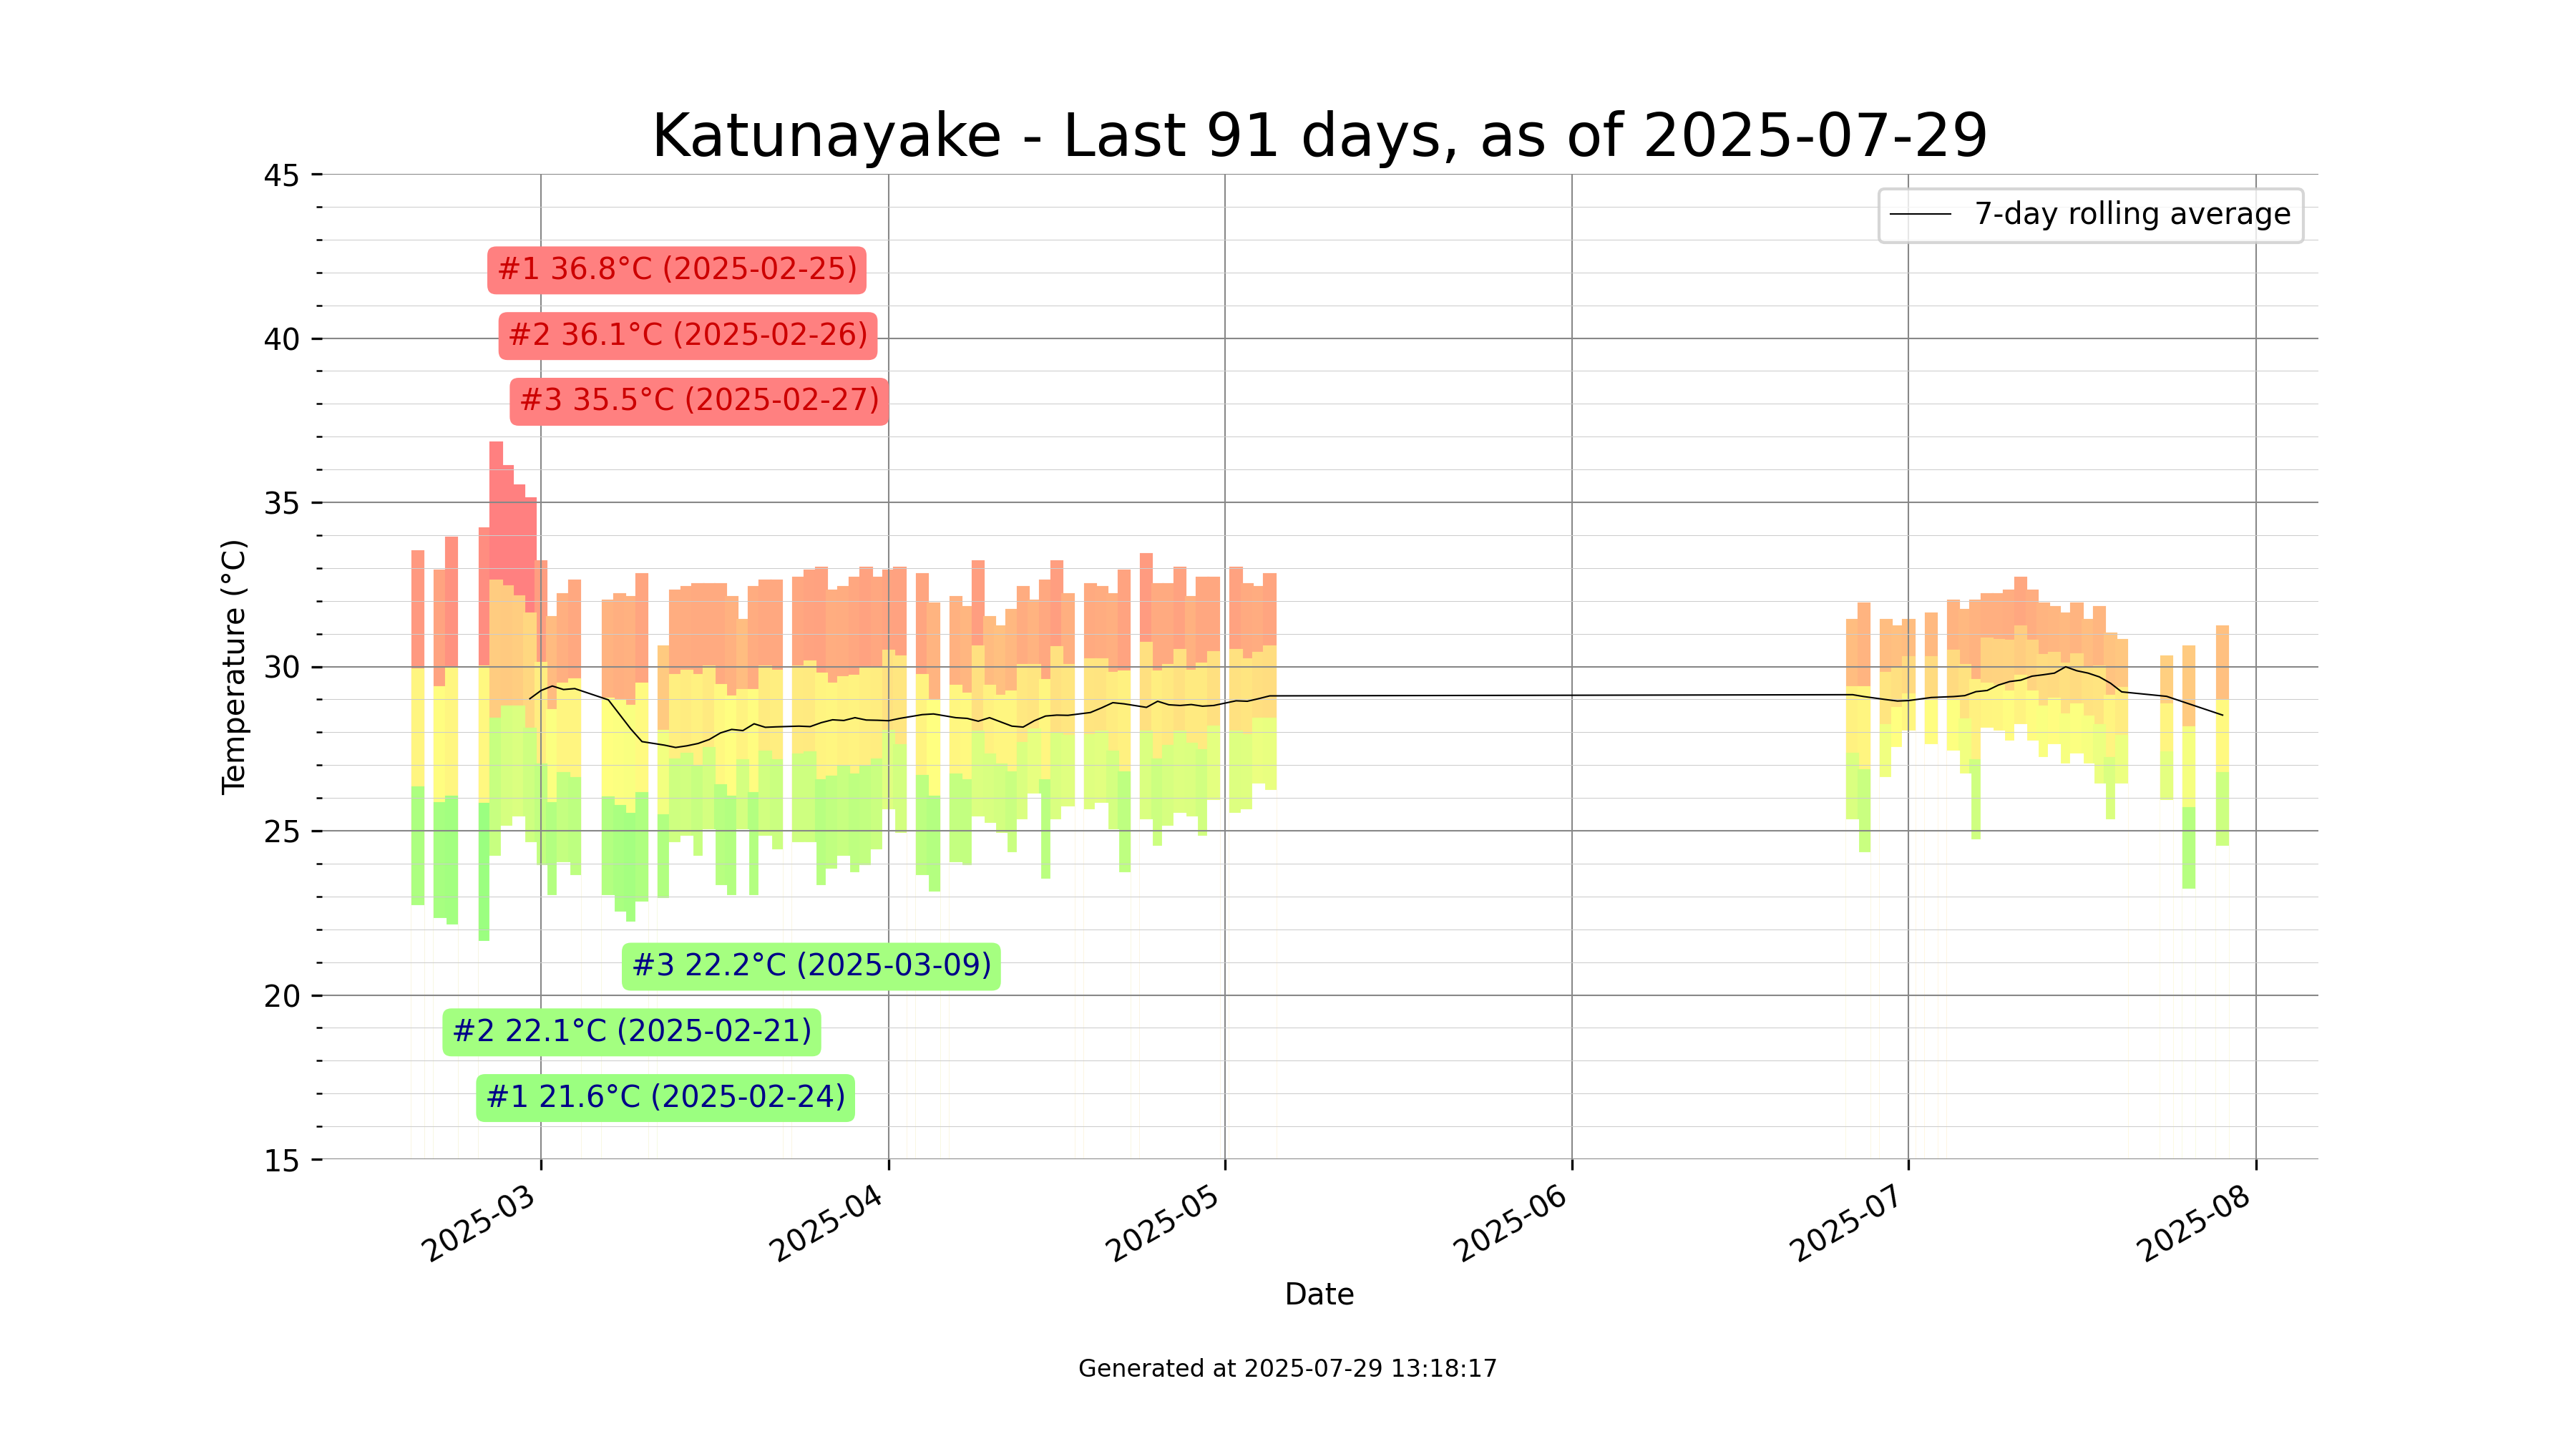 Katunayake - Last 91 days, as of 2025-07-29
45
40
35
30
25
20
15
Temperature (°C)
7-day rolling average
#1 36.8°C (2025-02-25)
#2 36.1°C (2025-02-26)
#3 35.5°C (2025-02-27)
#3 22.2°C (2025-03-09)
#2 22.1°C (2025-02-21)
#1 21.6°C (2025-02-24)
2025-03
2025-04
2025-05
2025-06
2025-07
2025-08
Date
Generated at 2025-07-29 13:18:17